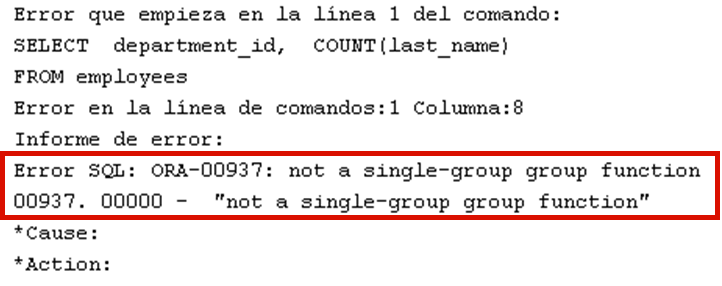 Error que empieza en la línea 1 del comando:
SELECT department_id, COUNT(last_name)
FROM employees
Error en la línea de comandos:1 Columna:8
Informe de error:
Error SQL: ORA-00937: not a single-group group function
00937. 00000 - "not a single-group group function"
*Cause:
*Action: